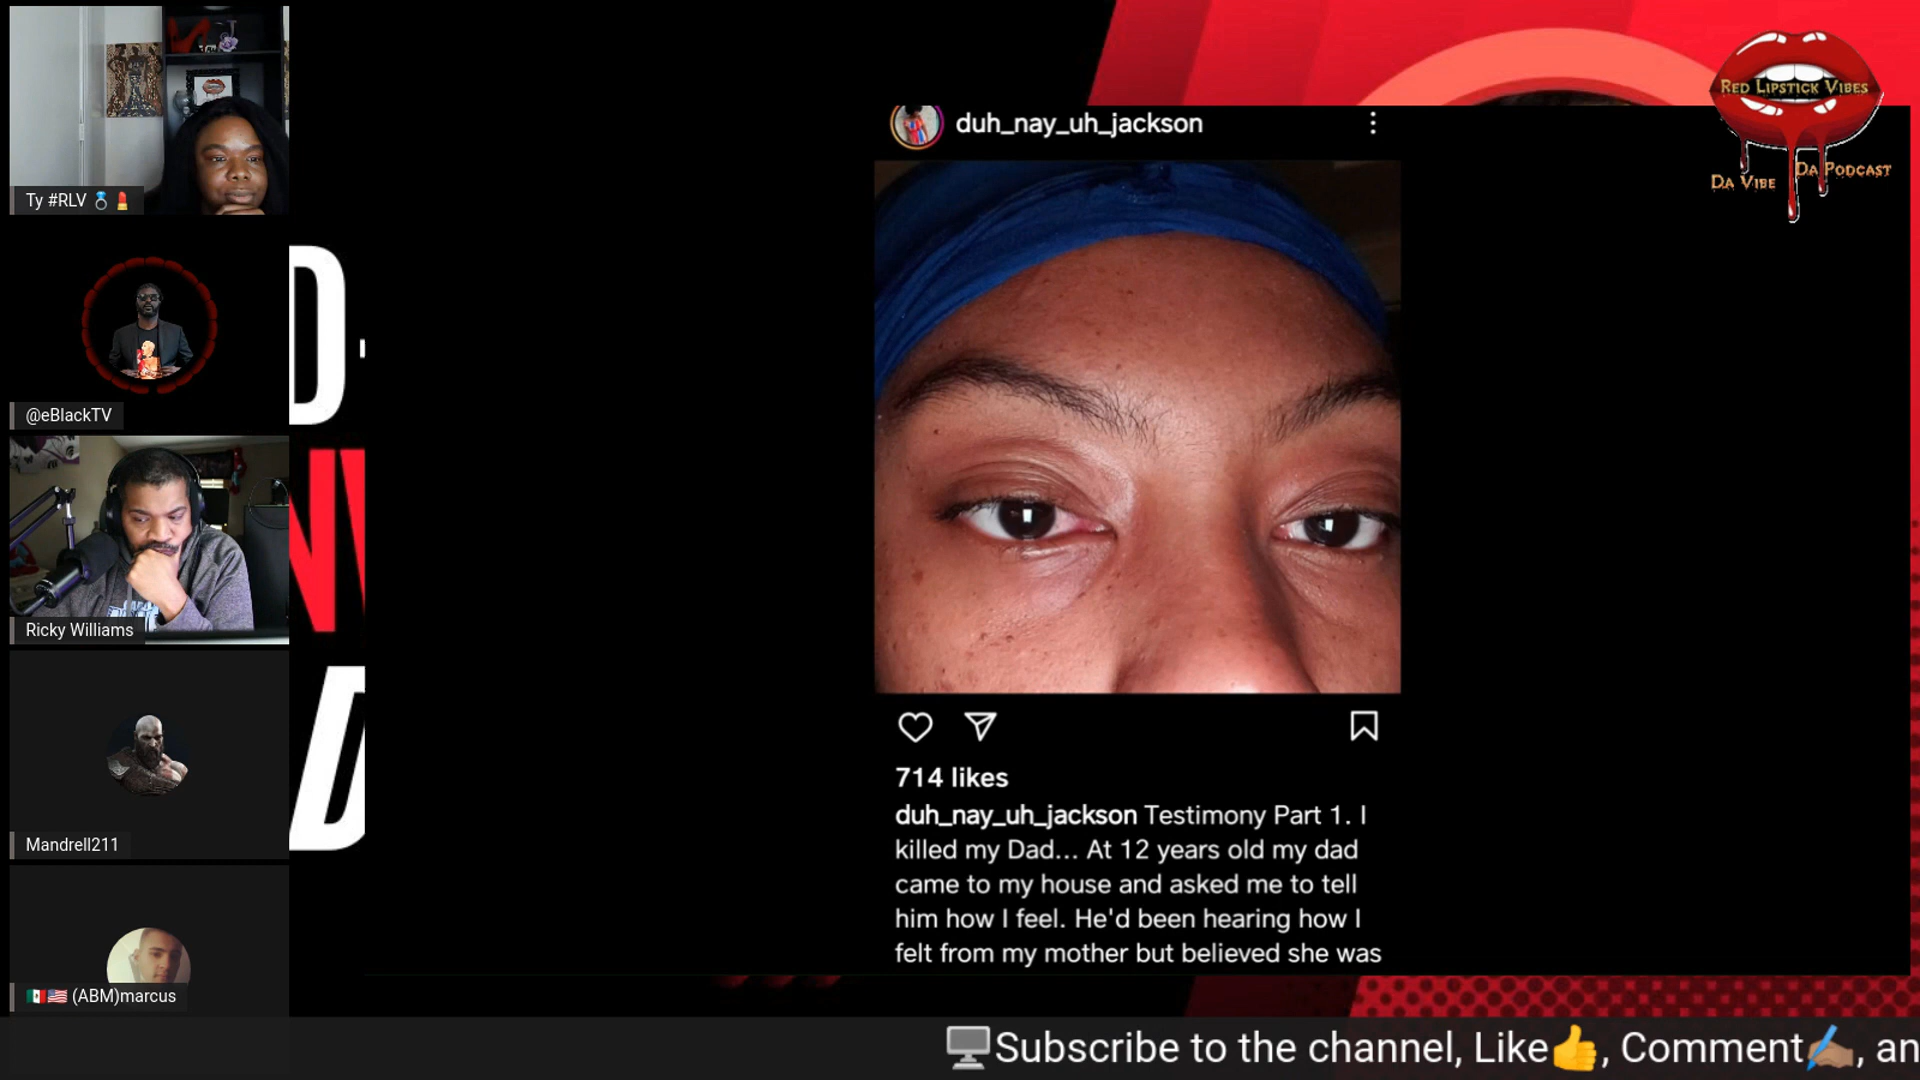 Ty #RLV 💍💄
@eBlackTV
Ricky Williams
Mandrell211
🇲🇽🇺🇸 (ABM)marcus
D
duh_nay_uh_jackson
714 likes
duh_nay_uh_jackson Testimony Part 1. I
killed my Dad... At 12 years old my dad
came to my house and asked me to tell
him how I feel. He'd been hearing how I
felt from my mother but believed she was
RED LIPSTICK VIBES
DA VIBE DA PODCAST
🖥️Subscribe to the channel, Like👍, Comment✍🏽, an